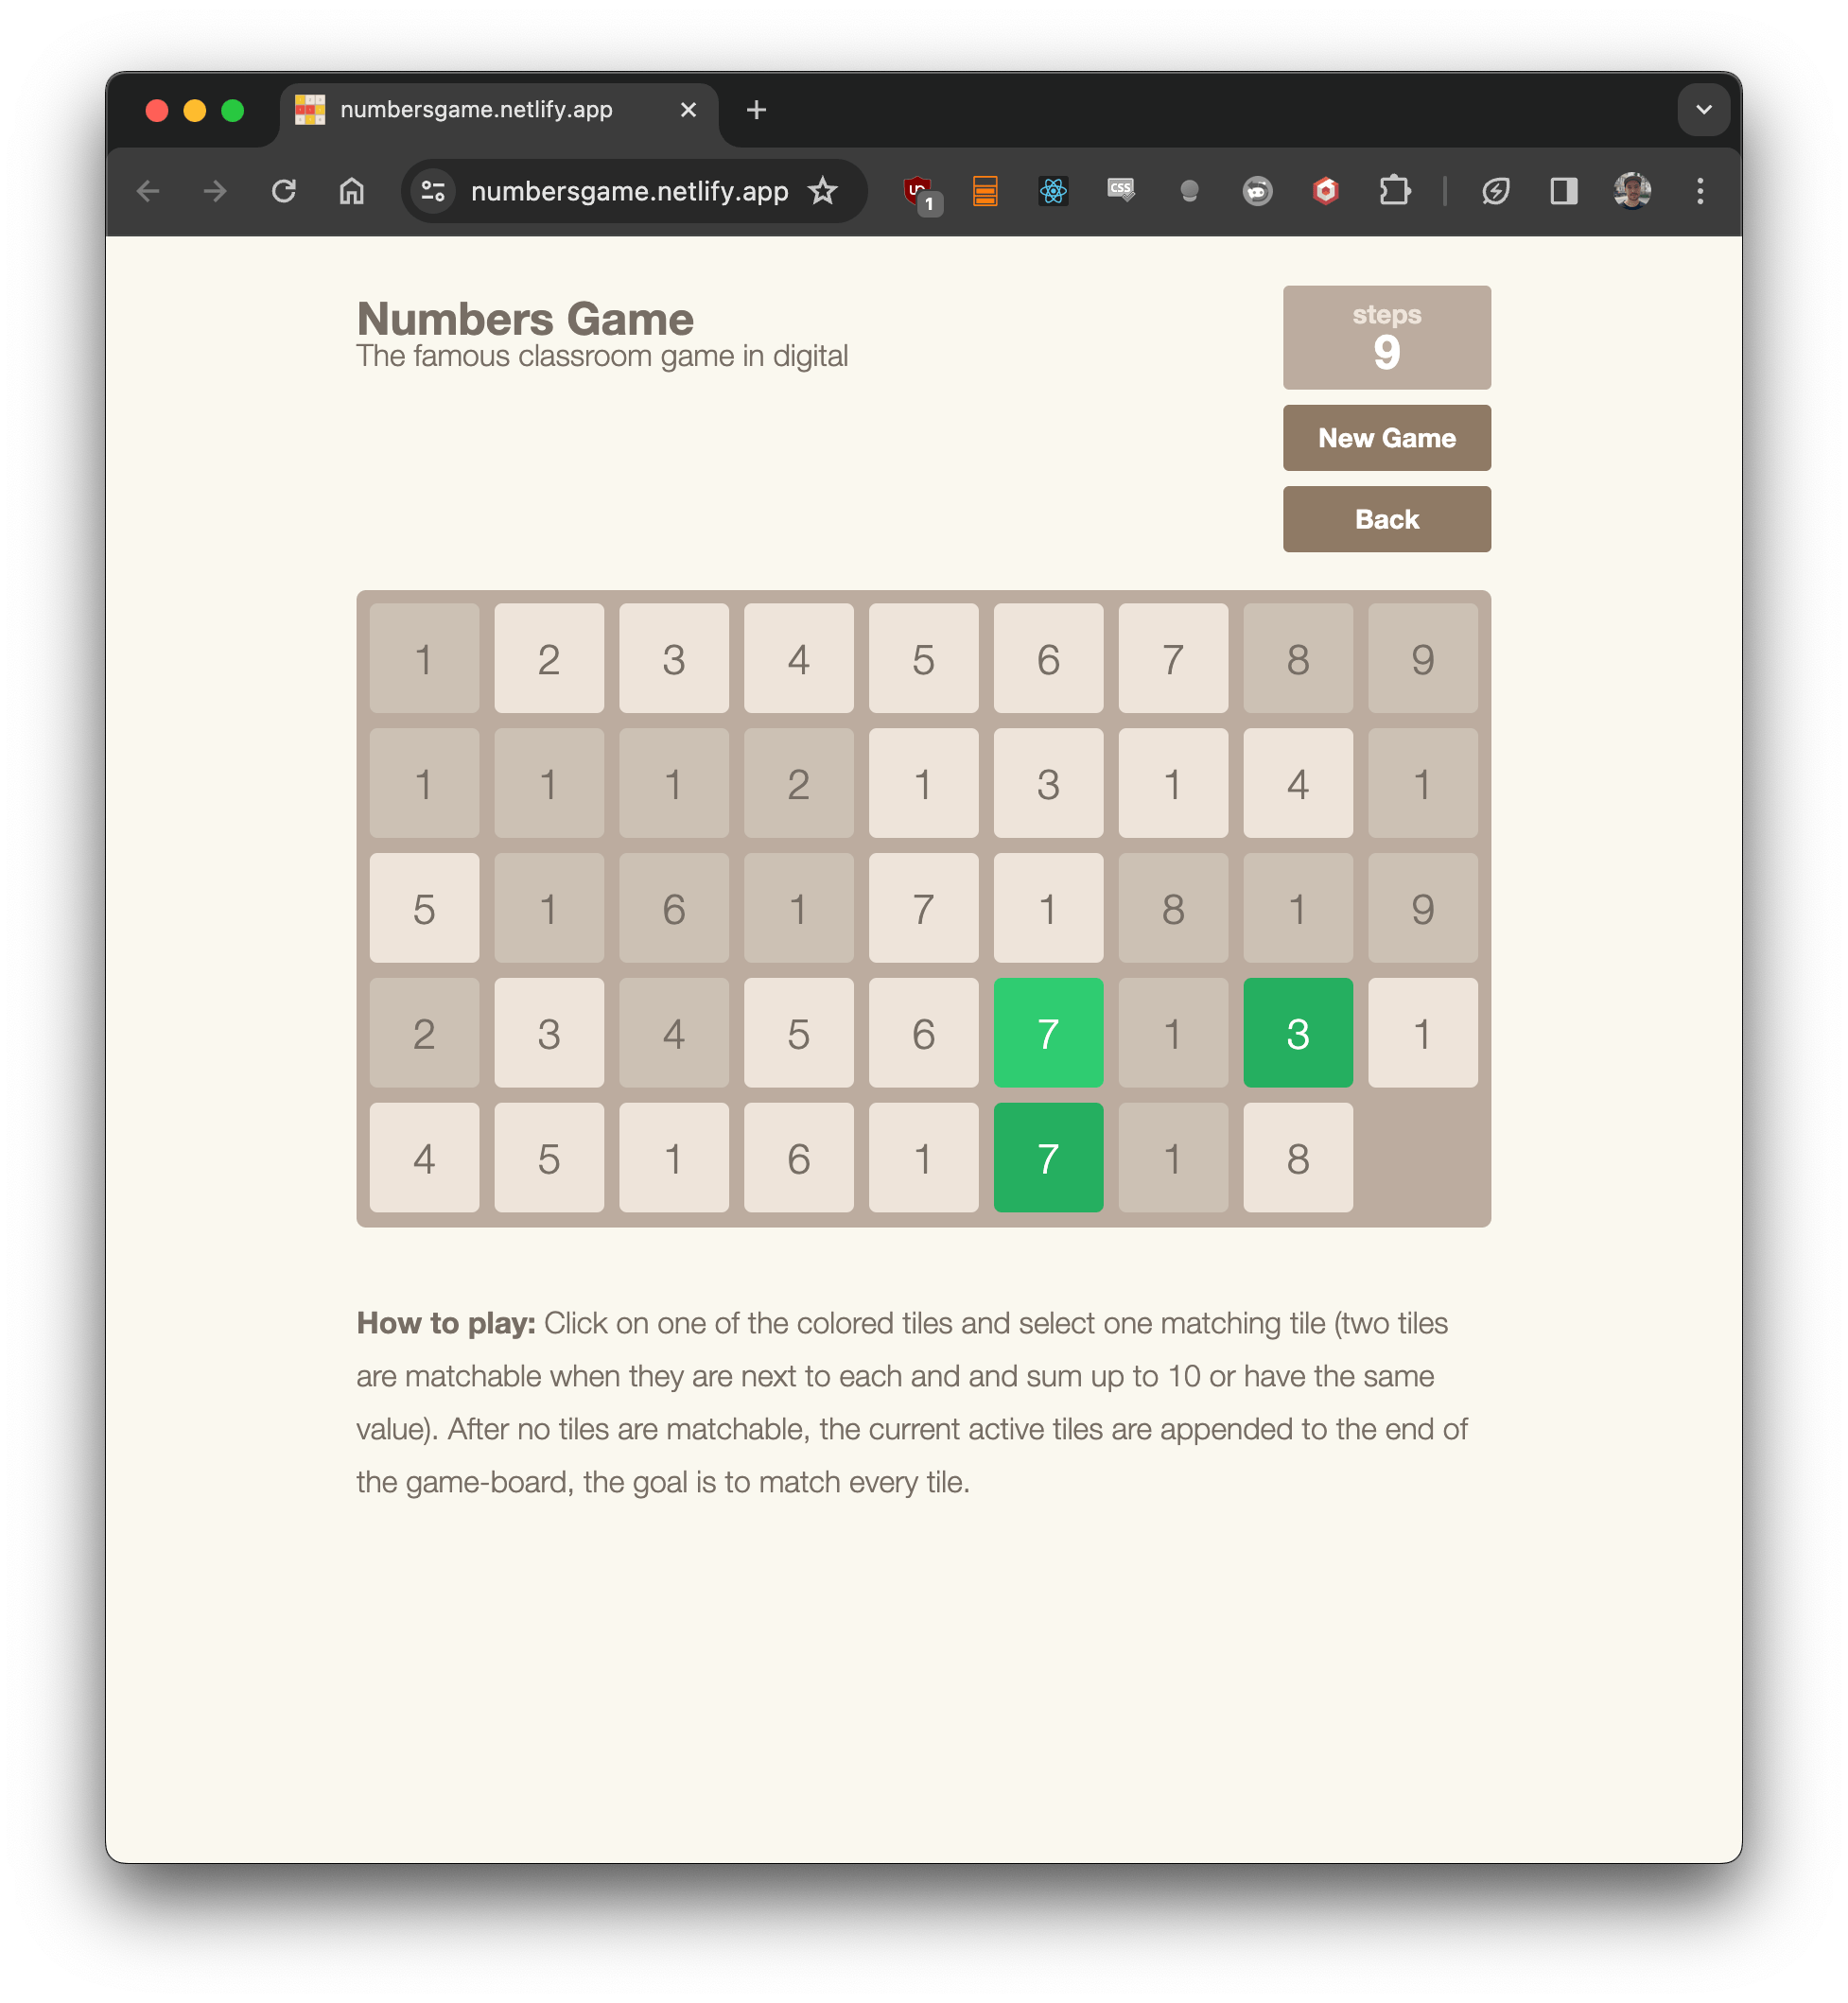 numbersgame.netlify.app
numbersgame.netlify.app
UD 1 CSS
Numbers Game
The famous classroom game in digital
steps
9
New Game
Back
1 2 3 4 5 6 7 8 9
1 1 1 2 1 3 1 4 1
5 1 6 1 7 1 8 1 9
2 3 4 5 6 7 1 3 1
4 5 1 6 1 7 1 8
How to play: Click on one of the colored tiles and select one matching tile (two tiles
are matchable when they are next to each and and sum up to 10 or have the same
value). After no tiles are matchable, the current active tiles are appended to the end of
the game-board, the goal is to match every tile.